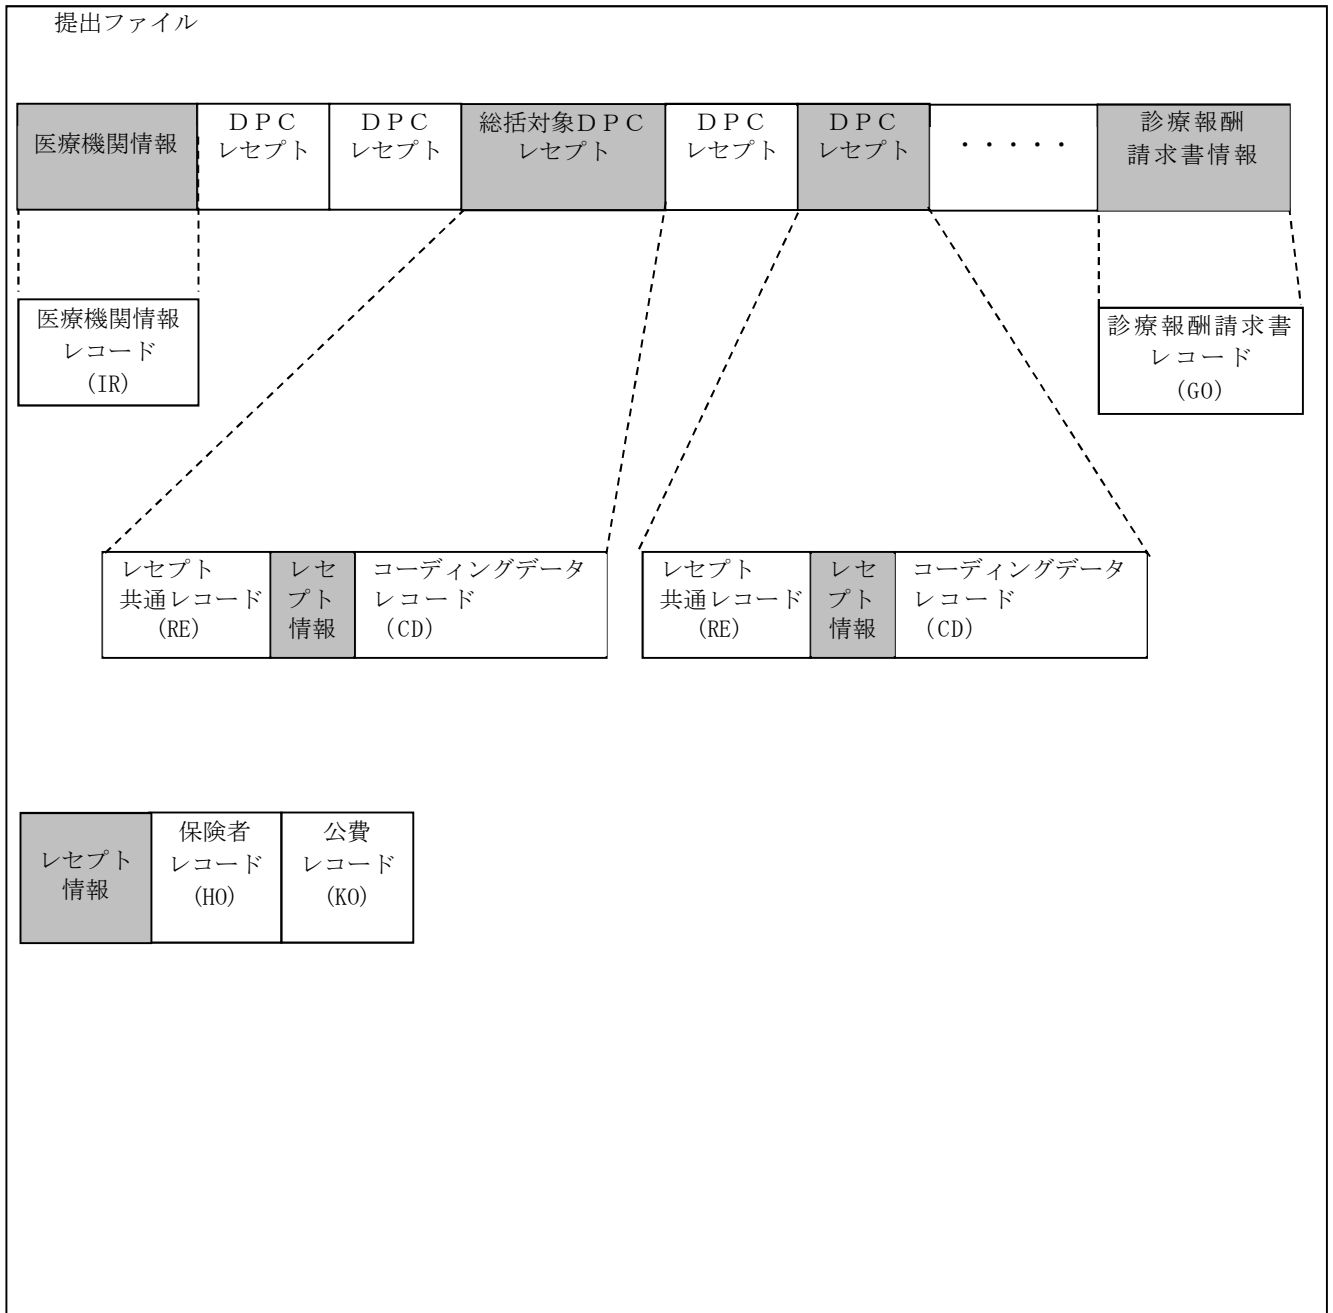 提出ファイル
医療機関情報
ＤＰＣ
レセプト
ＤＰＣ
レセプト
総括対象ＤＰＣ
レセプト
ＤＰＣ
レセプト
ＤＰＣ
レセプト
・・・・・
診療報酬
請求書情報
医療機関情報
レコード
(IR)
診療報酬請求書
レコード
(GO)
レセプト
共通レコード
(RE)
レセ
プト
情報
コーディングデータ
レコード
(CD)
レセプト
共通レコード
(RE)
レセ
プト
情報
コーディングデータ
レコード
(CD)
レセプト
情報
保険者
レコード
(HO)
公費
レコード
(KO)